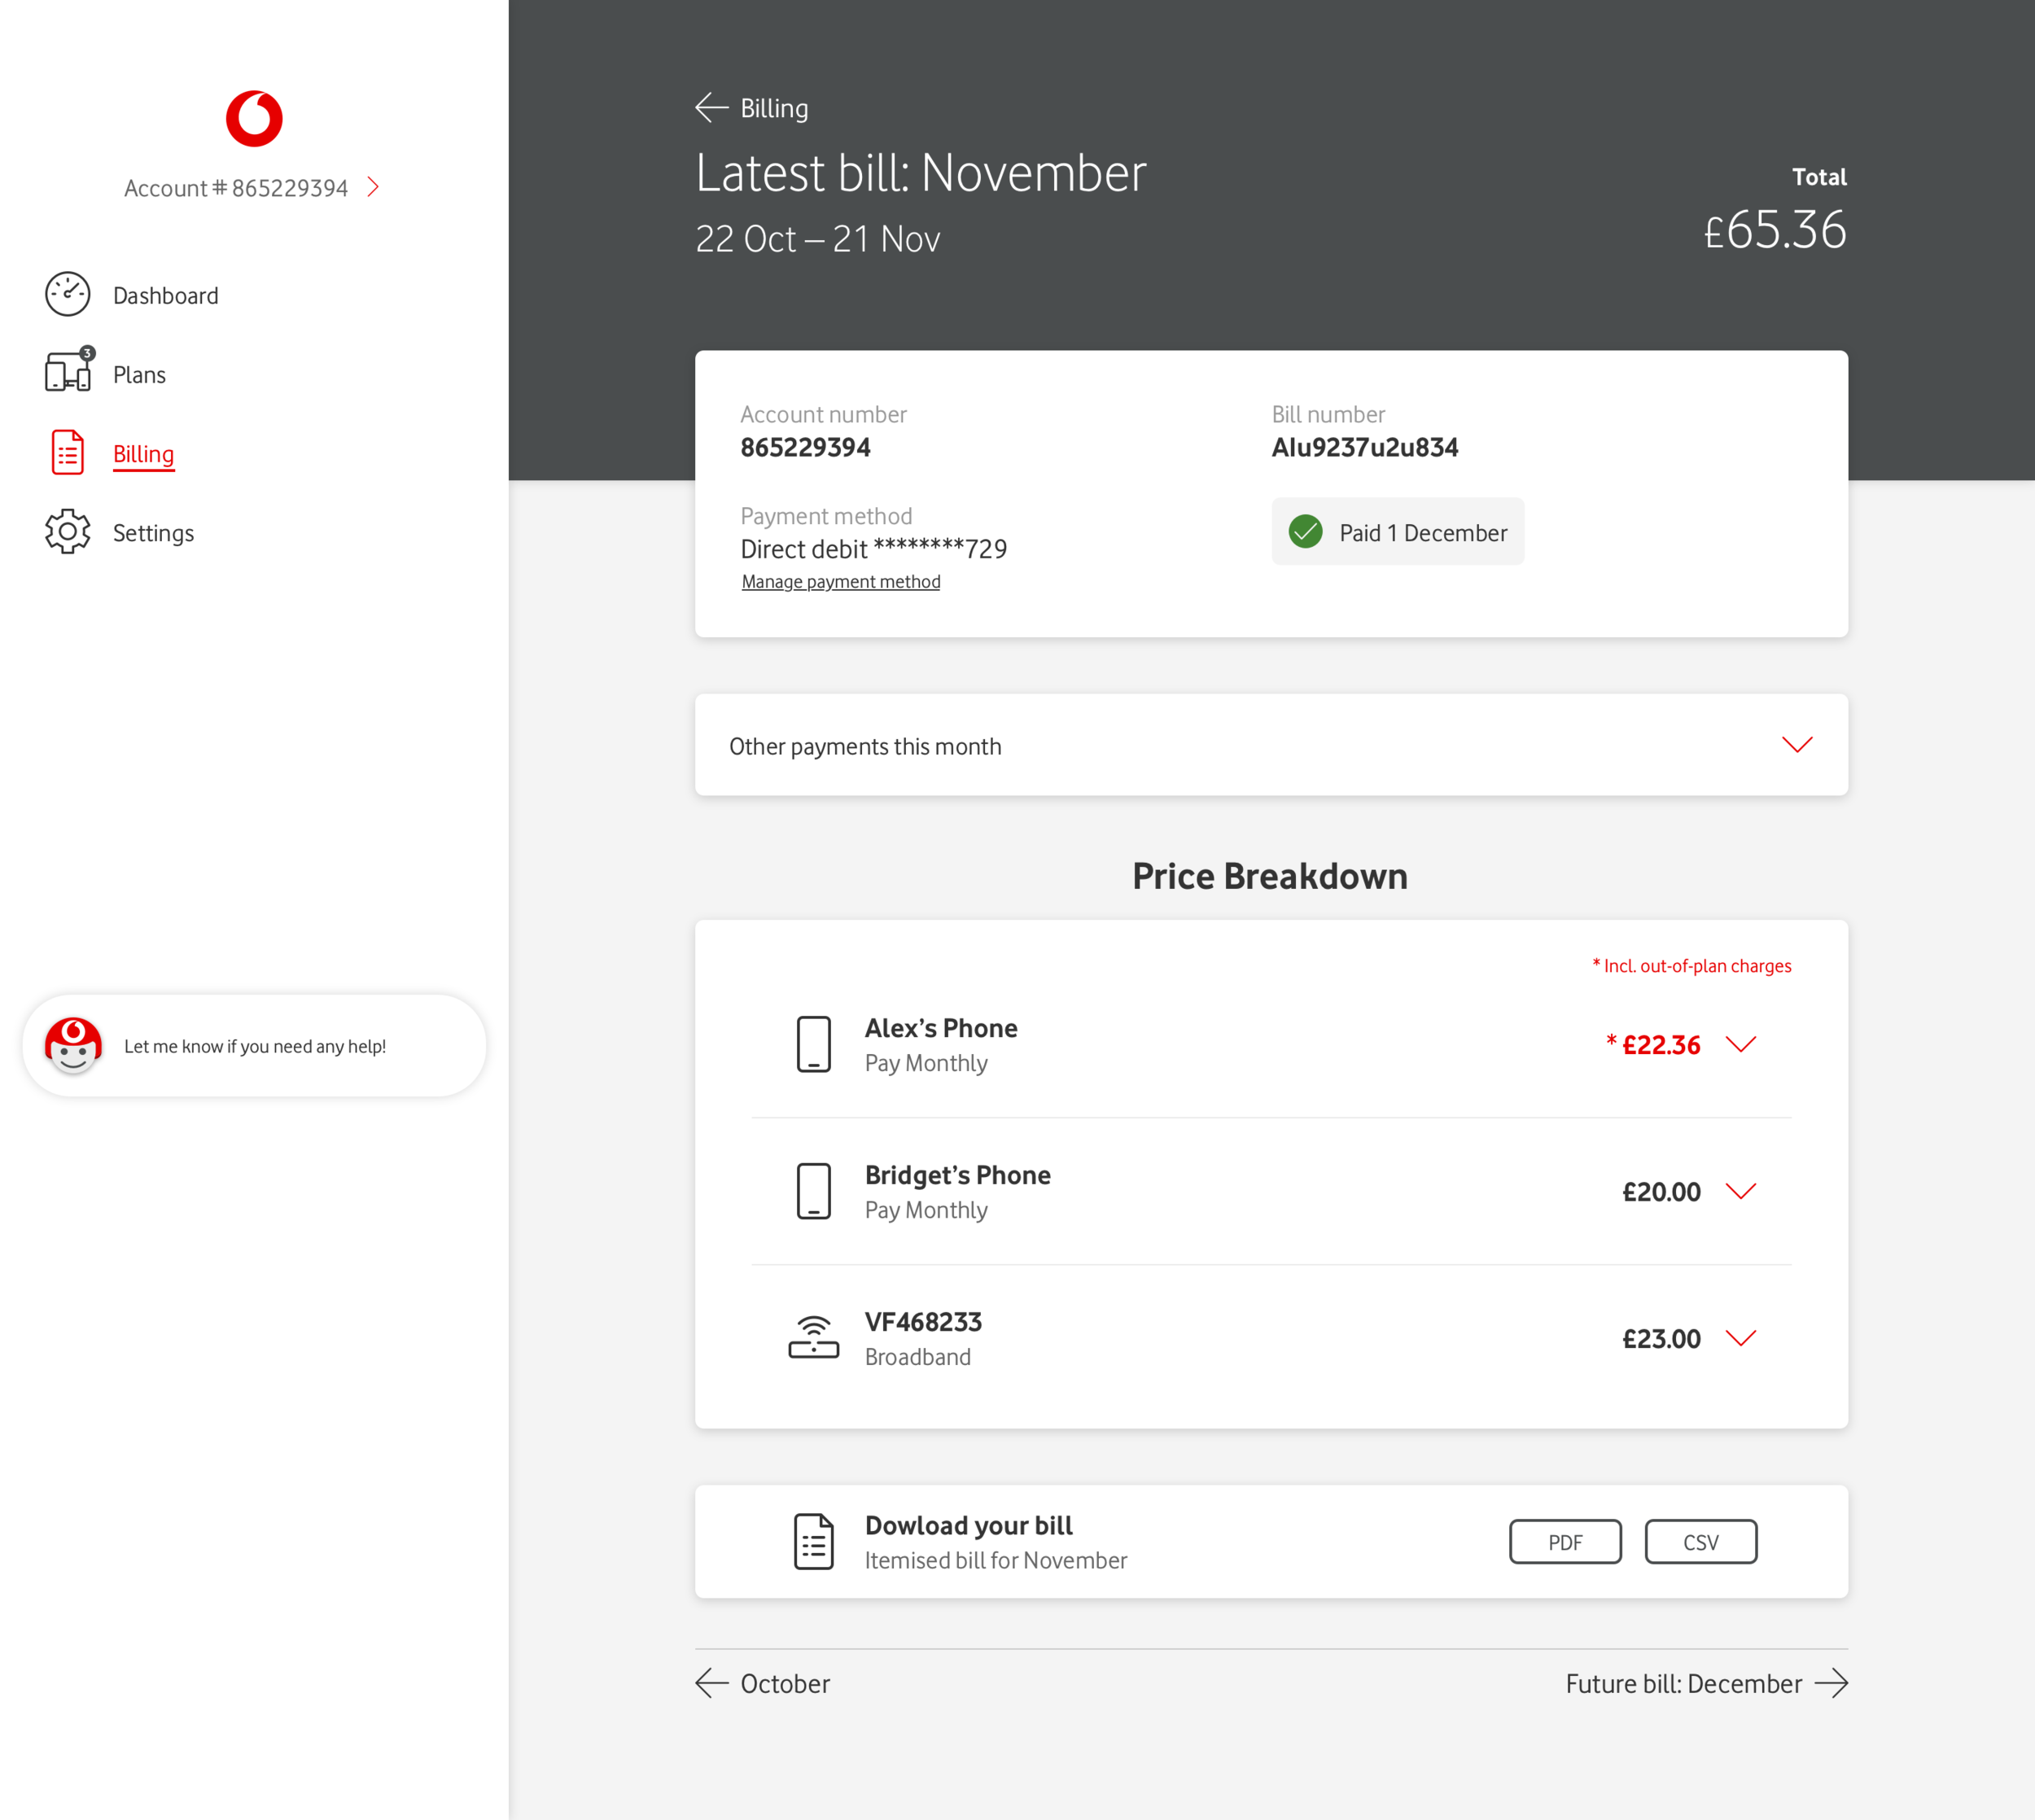 Account # 865229394
Dashboard
3
Plans
Billing
Settings
Let me know if you need any help!
Billing
Latest bill: November
22 Oct – 21 Nov
Total
£65.36
Account number
865229394
Bill number
Alu9237u2u834
Payment method
Direct debit ********729
Manage payment method
Paid 1 December
Other payments this month
Price Breakdown
* Incl. out-of-plan charges
Alex’s Phone
Pay Monthly
* £22.36
Bridget’s Phone
Pay Monthly
£20.00
VF468233
Broadband
£23.00
Dowload your bill
Itemised bill for November
PDF
CSV
October
Future bill: December